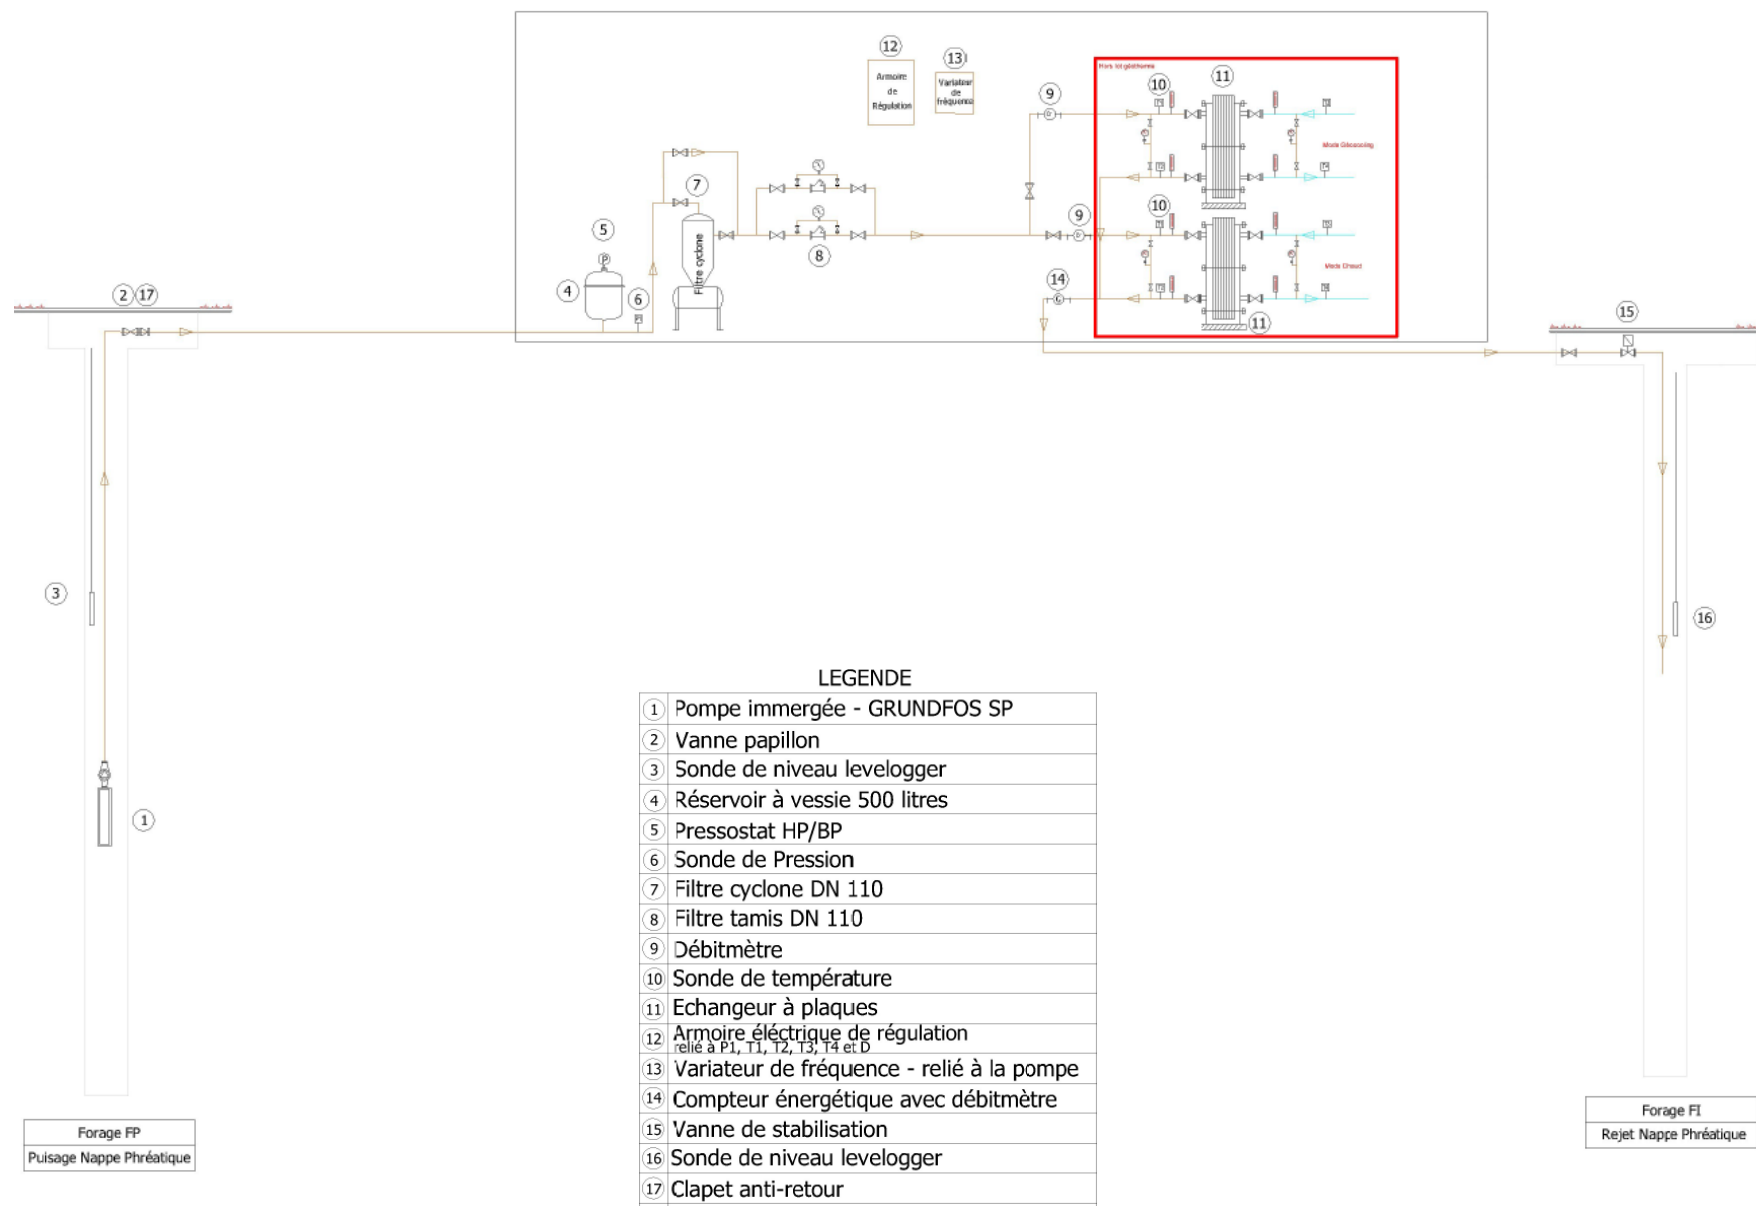 12
13
Armoire
de
Régulation
Variateur
de
fréquence
Hors lot géothermie
9
10
11
Mode Géocooling
7
9
10
5
P
Filtre cyclone
8
Mode Chaud
4
6
14
11
2
17
15
3
16
1
LEGENDE
1 Pompe immergée - GRUNDFOS SP
2 Vanne papillon
3 Sonde de niveau levelogger
4 Réservoir à vessie 500 litres
5 Pressostat HP/BP
6 Sonde de Pression
7 Filtre cyclone DN 110
8 Filtre tamis DN 110
9 Débitmètre
10 Sonde de température
11 Echangeur à plaques
12 Armoire éléctrique de régulation
relié à P1, T1, T2, T3, T4 et D
13 Variateur de fréquence - relié à la pompe
14 Compteur énergétique avec débitmètre
15 Vanne de stabilisation
16 Sonde de niveau levelogger
17 Clapet anti-retour
Forage FP
Puisage Nappe Phréatique
Forage FI
Rejet Nappe Phréatique